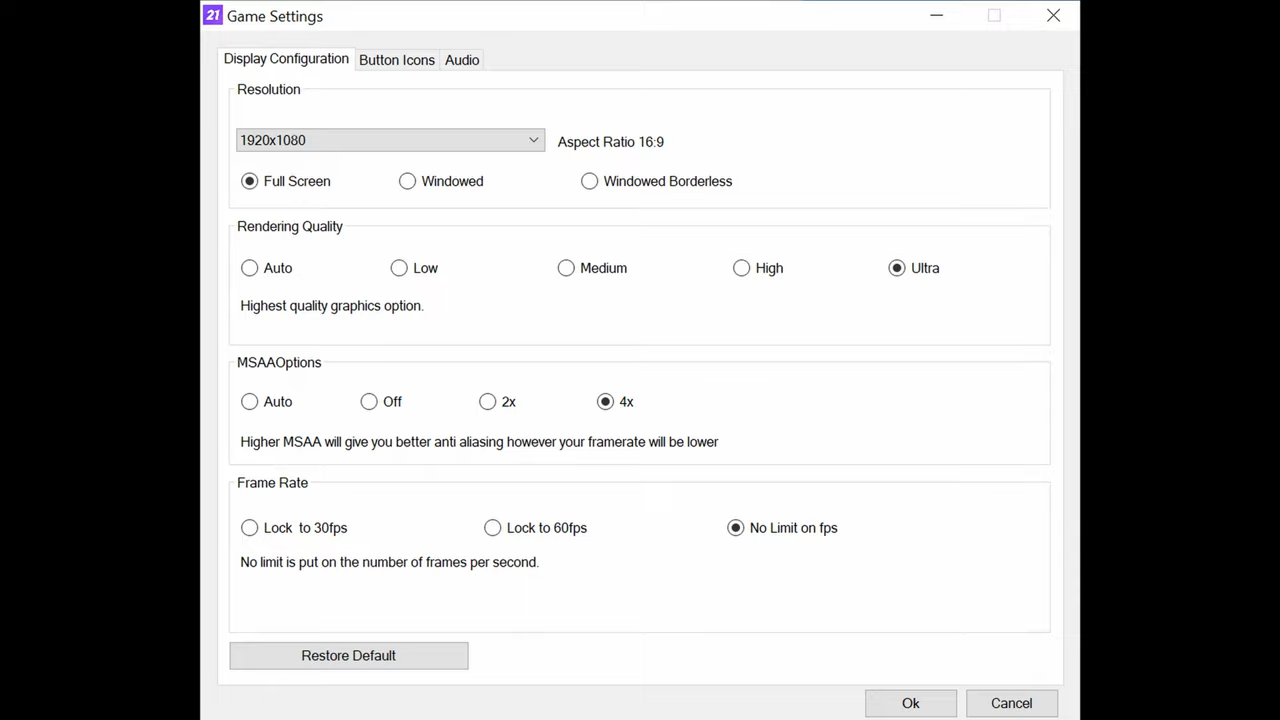 21 Game Settings
Display Configuration Button Icons Audio
Resolution
1920x1080 Aspect Ratio 16:9
Full Screen Windowed Windowed Borderless
Rendering Quality
Auto Low Medium High Ultra
Highest quality graphics option.
MSAAOptions
Auto Off 2x 4x
Higher MSAA will give you better anti aliasing however your framerate will be lower
Frame Rate
Lock to 30fps Lock to 60fps No Limit on fps
No limit is put on the number of frames per second.
Restore Default
Ok Cancel